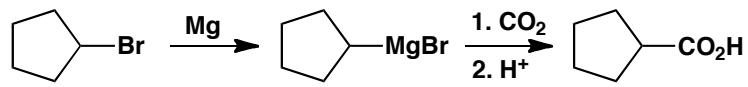 Br
Mg
MgBr
1. CO₂
2. H⁺
CO₂H